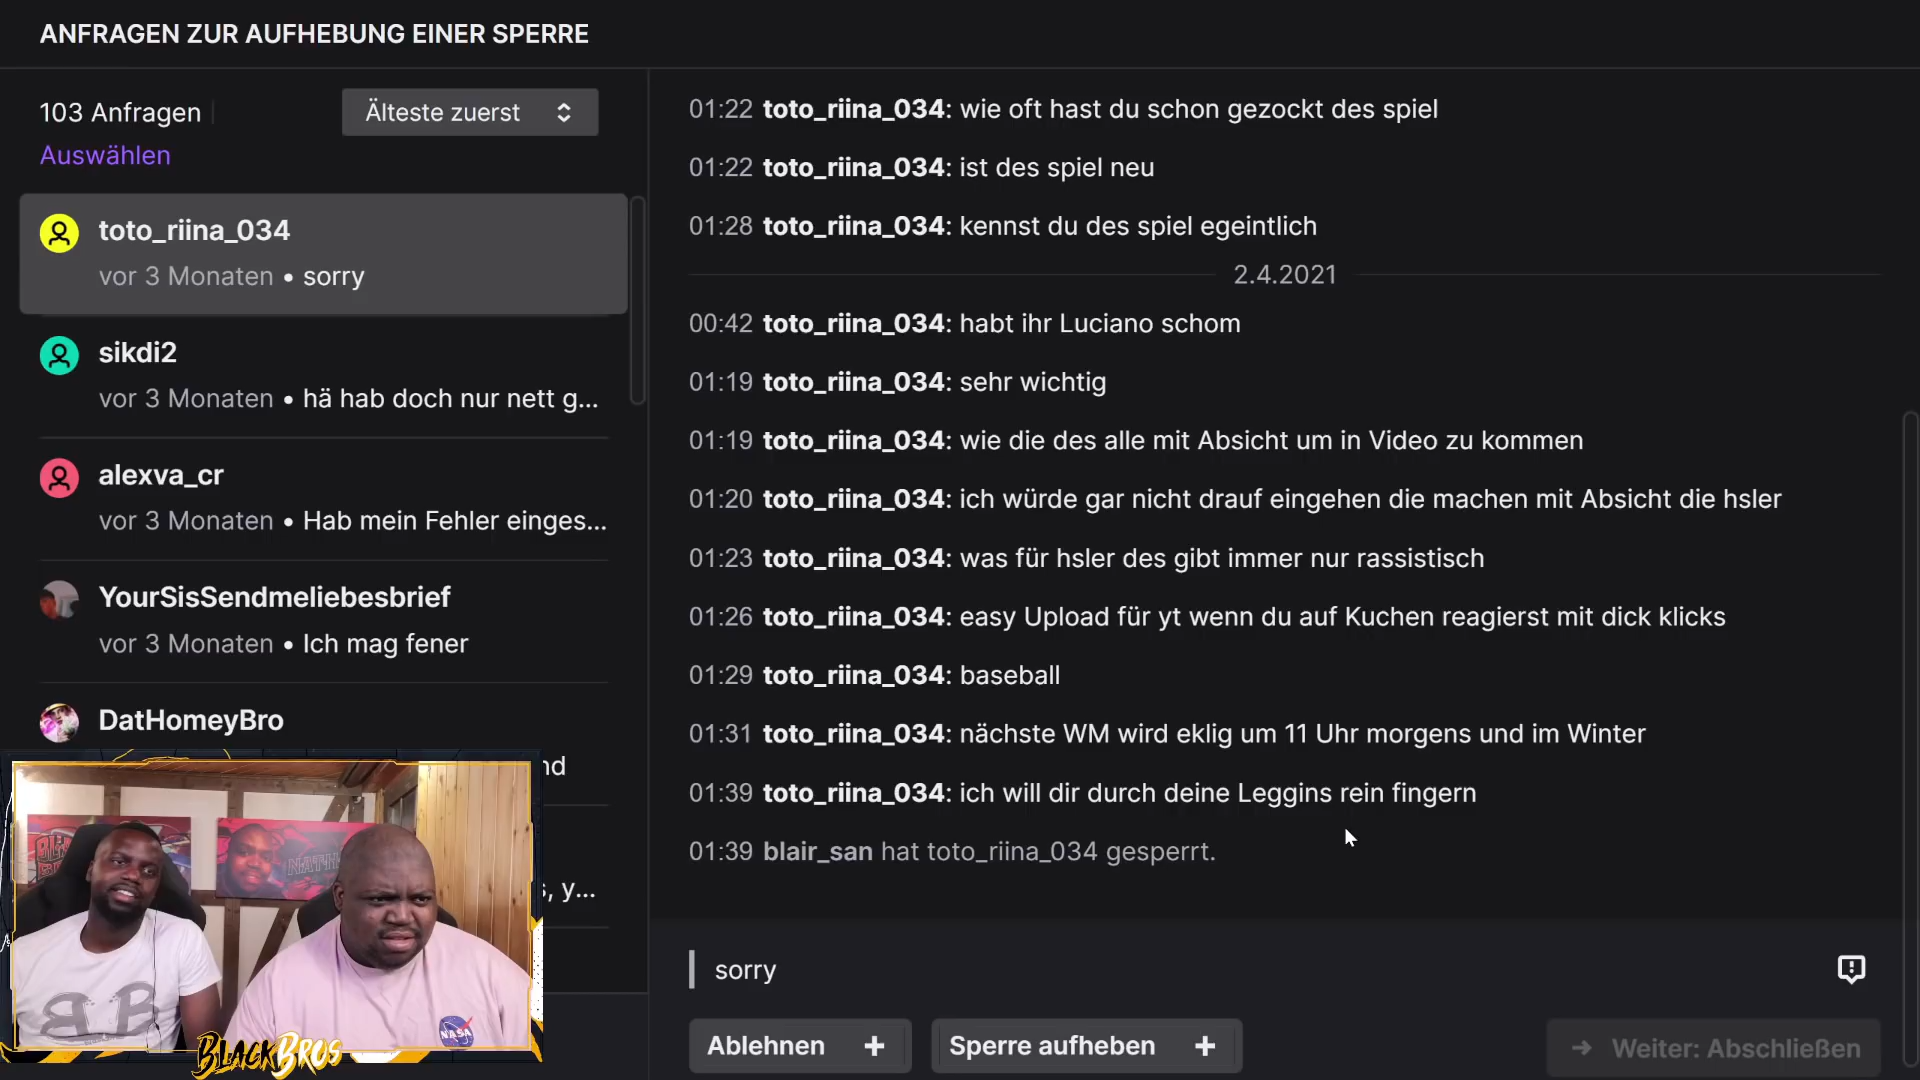 ANFRAGEN ZUR AUFHEBUNG EINER SPERRE
103 Anfragen
Älteste zuerst
Auswählen
toto_riina_034
vor 3 Monaten • sorry
sikdi2
vor 3 Monaten • hä hab doch nur nett g...
alexva_cr
vor 3 Monaten • Hab mein Fehler einges...
YourSisSendmeliebesbrief
vor 3 Monaten • Ich mag fener
DatHomeyBro
nd
, y...
01:22 toto_riina_034: wie oft hast du schon gezockt des spiel
01:22 toto_riina_034: ist des spiel neu
01:28 toto_riina_034: kennst du des spiel egeintlich
2.4.2021
00:42 toto_riina_034: habt ihr Luciano schom
01:19 toto_riina_034: sehr wichtig
01:19 toto_riina_034: wie die des alle mit Absicht um in Video zu kommen
01:20 toto_riina_034: ich würde gar nicht drauf eingehen die machen mit Absicht die hsler
01:23 toto_riina_034: was für hsler des gibt immer nur rassistisch
01:26 toto_riina_034: easy Upload für yt wenn du auf Kuchen reagierst mit dick klicks
01:29 toto_riina_034: baseball
01:31 toto_riina_034: nächste WM wird eklig um 11 Uhr morgens und im Winter
01:39 toto_riina_034: ich will dir durch deine Leggins rein fingern
01:39 blair_san hat toto_riina_034 gesperrt.
sorry
Ablehnen +
Sperre aufheben +
→ Weiter: Abschließen
NASA
BLACKBROS